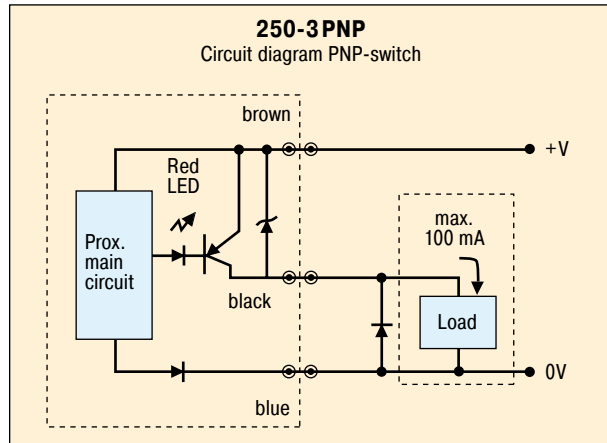 250-3 PNP
Circuit diagram PNP-switch
brown
+V
Red
LED
max.
100 mA
Prox.
main
circuit
black
Load
0V
blue